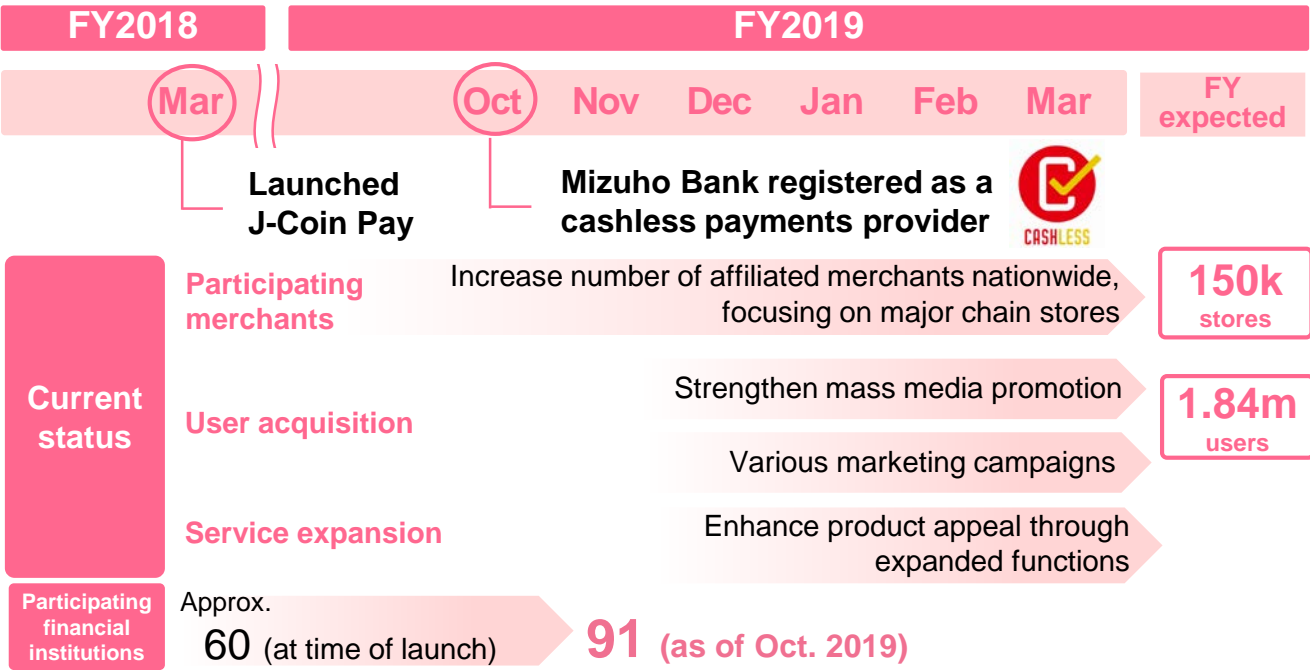 FY2018
FY2019
Mar
Oct
Nov
Dec
Jan
Feb
Mar
FY
expected
Launched
J-Coin Pay
Mizuho Bank registered as a
cashless payments provider
CASHLESS
Current
status
Participating
merchants
Increase number of affiliated merchants nationwide,
focusing on major chain stores
150k
stores
User acquisition
Strengthen mass media promotion
Various marketing campaigns
1.84m
users
Service expansion
Enhance product appeal through
expanded functions
Participating
financial
institutions
Approx.
60 (at time of launch)
91 (as of Oct. 2019)